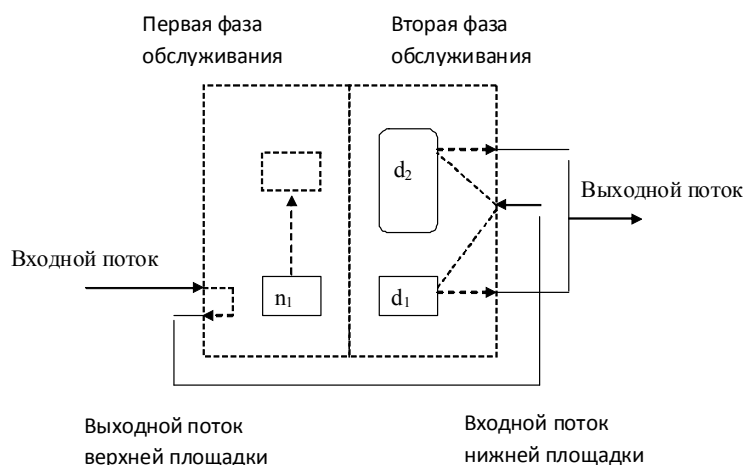 Первая фаза
обслуживания
Вторая фаза
обслуживания
d₂
Выходной поток
Входной поток
n₁
d₁
Выходной поток
верхней площадки
Входной поток
нижней площадки